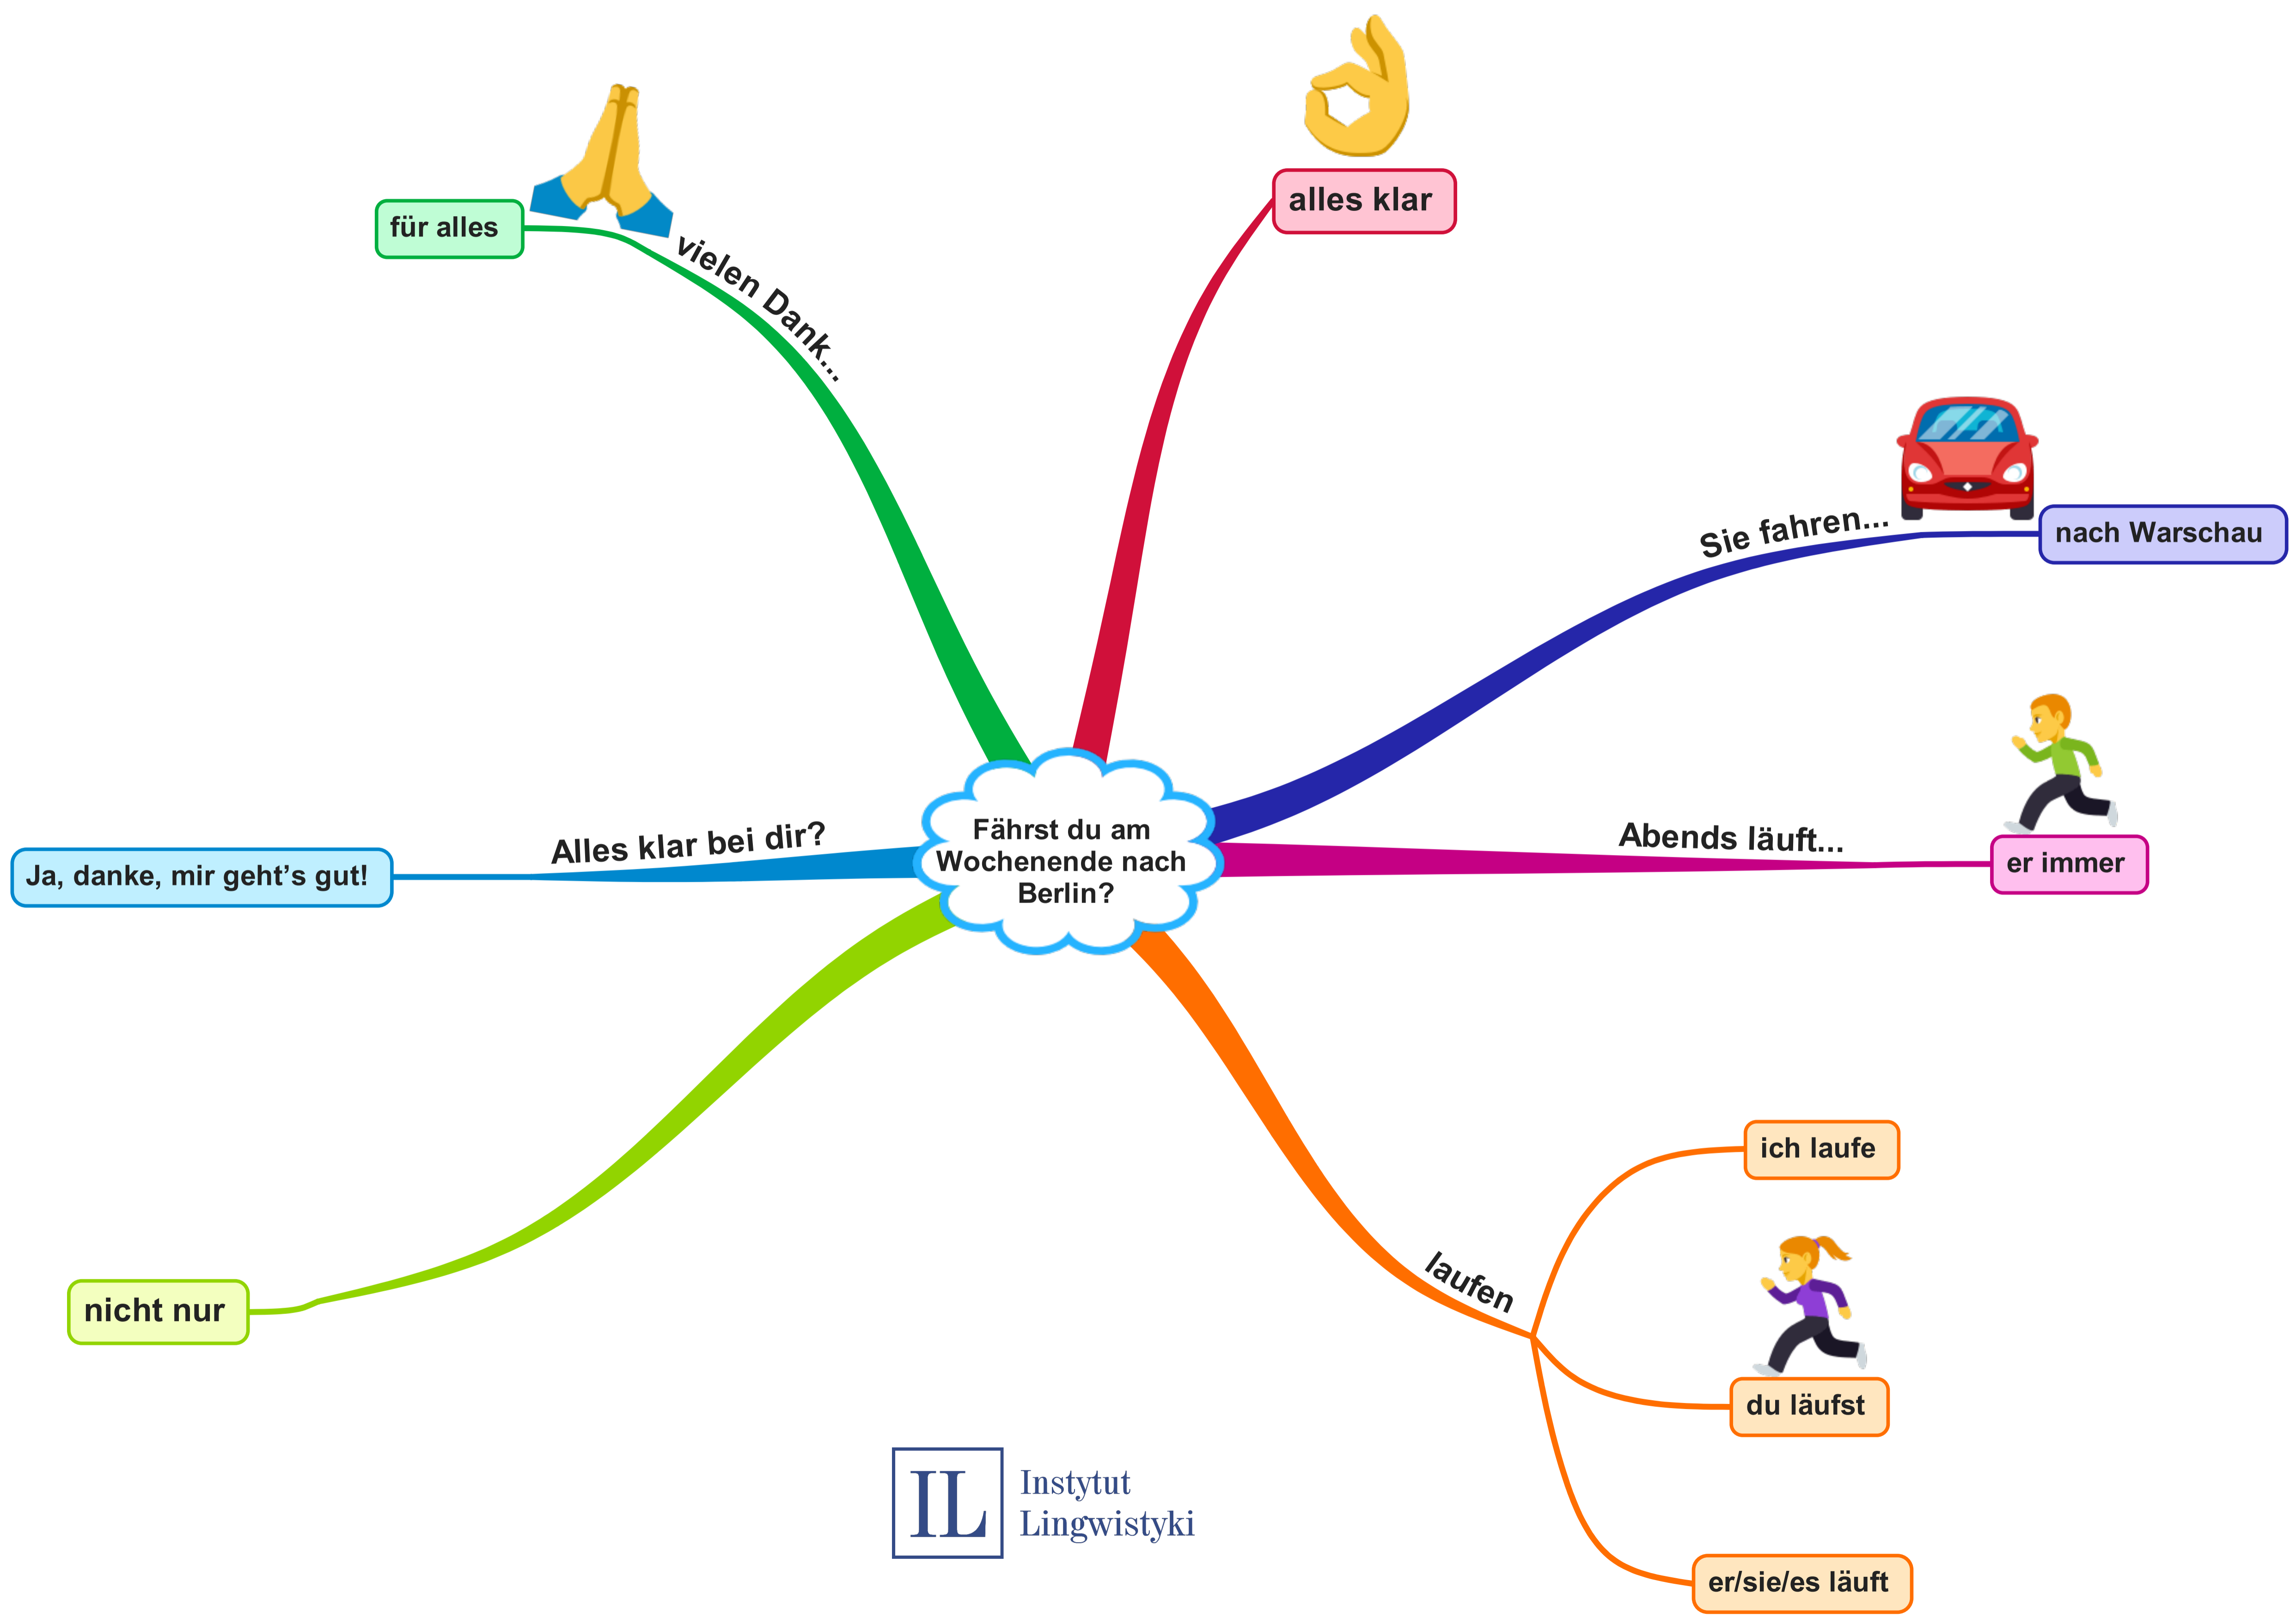 alles klar
vielen Dank...
für alles
Sie fahren...
nach Warschau
Fährst du am
Wochenende nach
Berlin?
Alles klar bei dir?
Ja, danke, mir geht’s gut!
Abends läuft...
er immer
nicht nur
laufen
ich laufe
du läufst
er/sie/es läuft
IL
Instytut
Lingwistyki